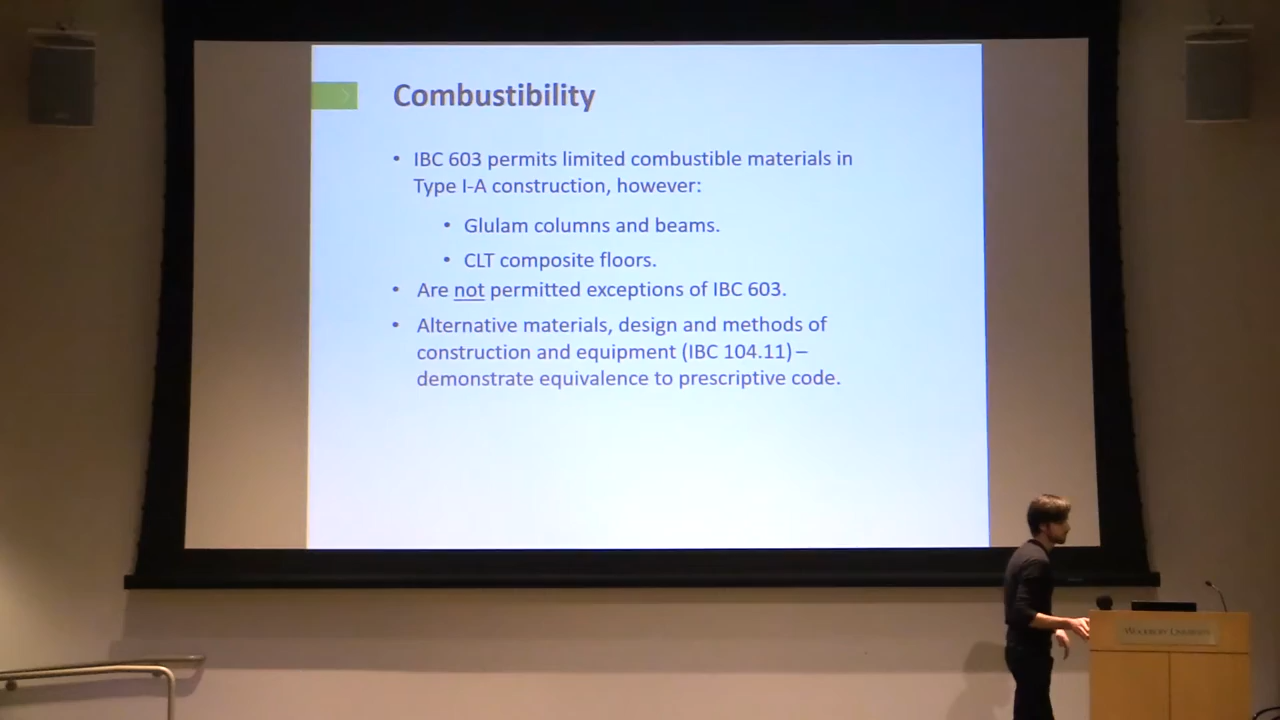 Combustibility
• IBC 603 permits limited combustible materials in
Type I-A construction, however:
• Glulam columns and beams.
• CLT composite floors.
• Are not permitted exceptions of IBC 603.
• Alternative materials, design and methods of
construction and equipment (IBC 104.11) –
demonstrate equivalence to prescriptive code.
Woodbury University